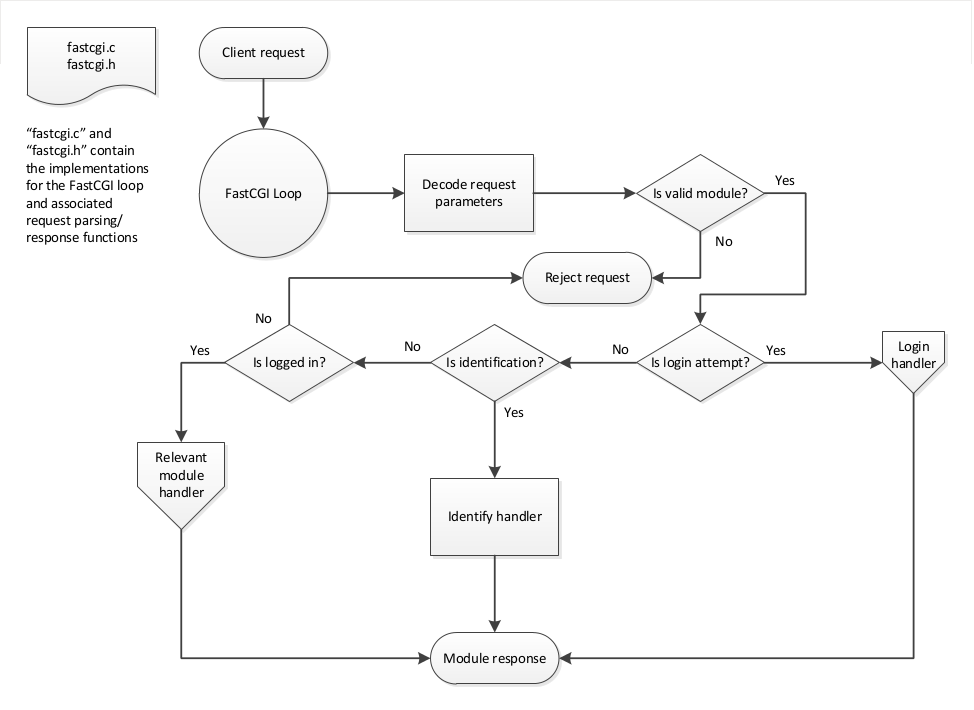 fastcgi.c
fastcgi.h
“fastcgi.c” and
“fastcgi.h” contain
the implementations
for the FastCGI loop
and associated
request parsing/
response functions
Client request
FastCGI Loop
Decode request
parameters
Is valid module?
Yes
No
Reject request
No
Yes
Is logged in?
No
Is identification?
Yes
No
Is login attempt?
Yes
Login
handler
Relevant
module
handler
Identify handler
Module response